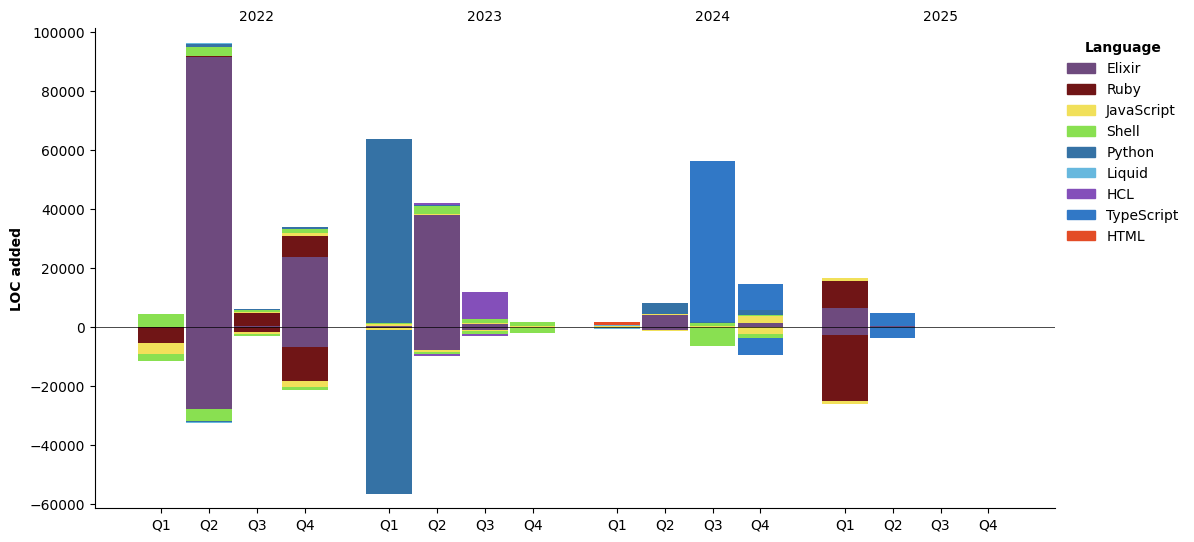 2022 2023 2024 2025
100000
80000
60000
40000
20000
0
−20000
−40000
−60000
LOC added
Q1 Q2 Q3 Q4 Q1 Q2 Q3 Q4 Q1 Q2 Q3 Q4 Q1 Q2 Q3 Q4
Language
Elixir
Ruby
JavaScript
Shell
Python
Liquid
HCL
TypeScript
HTML